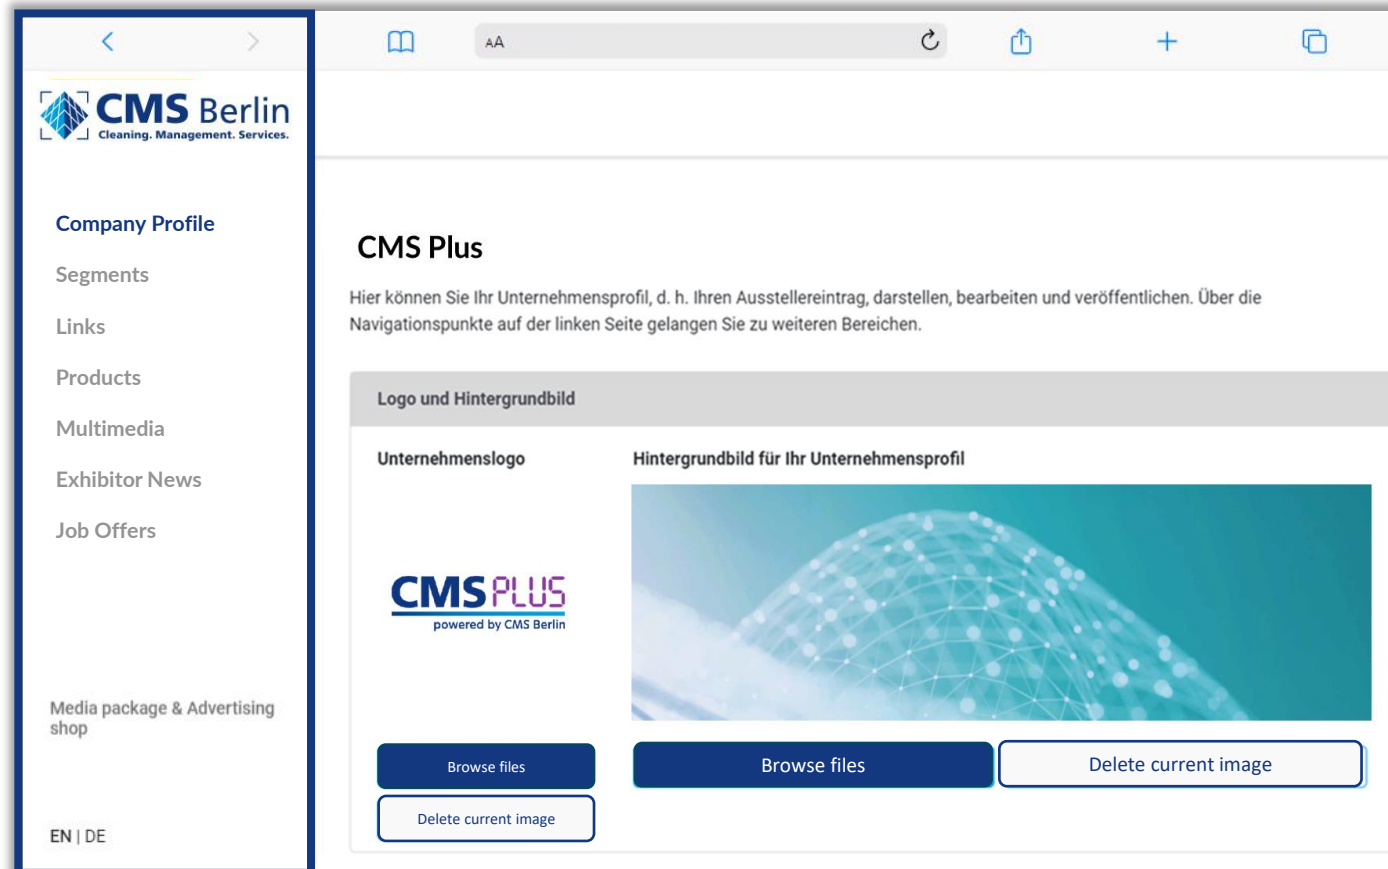 AA
CMS Berlin
Cleaning. Management. Services.
Company Profile
Segments
Links
Products
Multimedia
Exhibitor News
Job Offers
Media package & Advertising
shop
EN | DE
CMS Plus
Hier können Sie Ihr Unternehmensprofil, d. h. Ihren Ausstellereintrag, darstellen, bearbeiten und veröffentlichen. Über die
Navigationspunkte auf der linken Seite gelangen Sie zu weiteren Bereichen.
Logo und Hintergrundbild
Unternehmenslogo
CMS PLUS
powered by CMS Berlin
Browse files
Delete current image
Hintergrundbild für Ihr Unternehmensprofil
Browse files
Delete current image